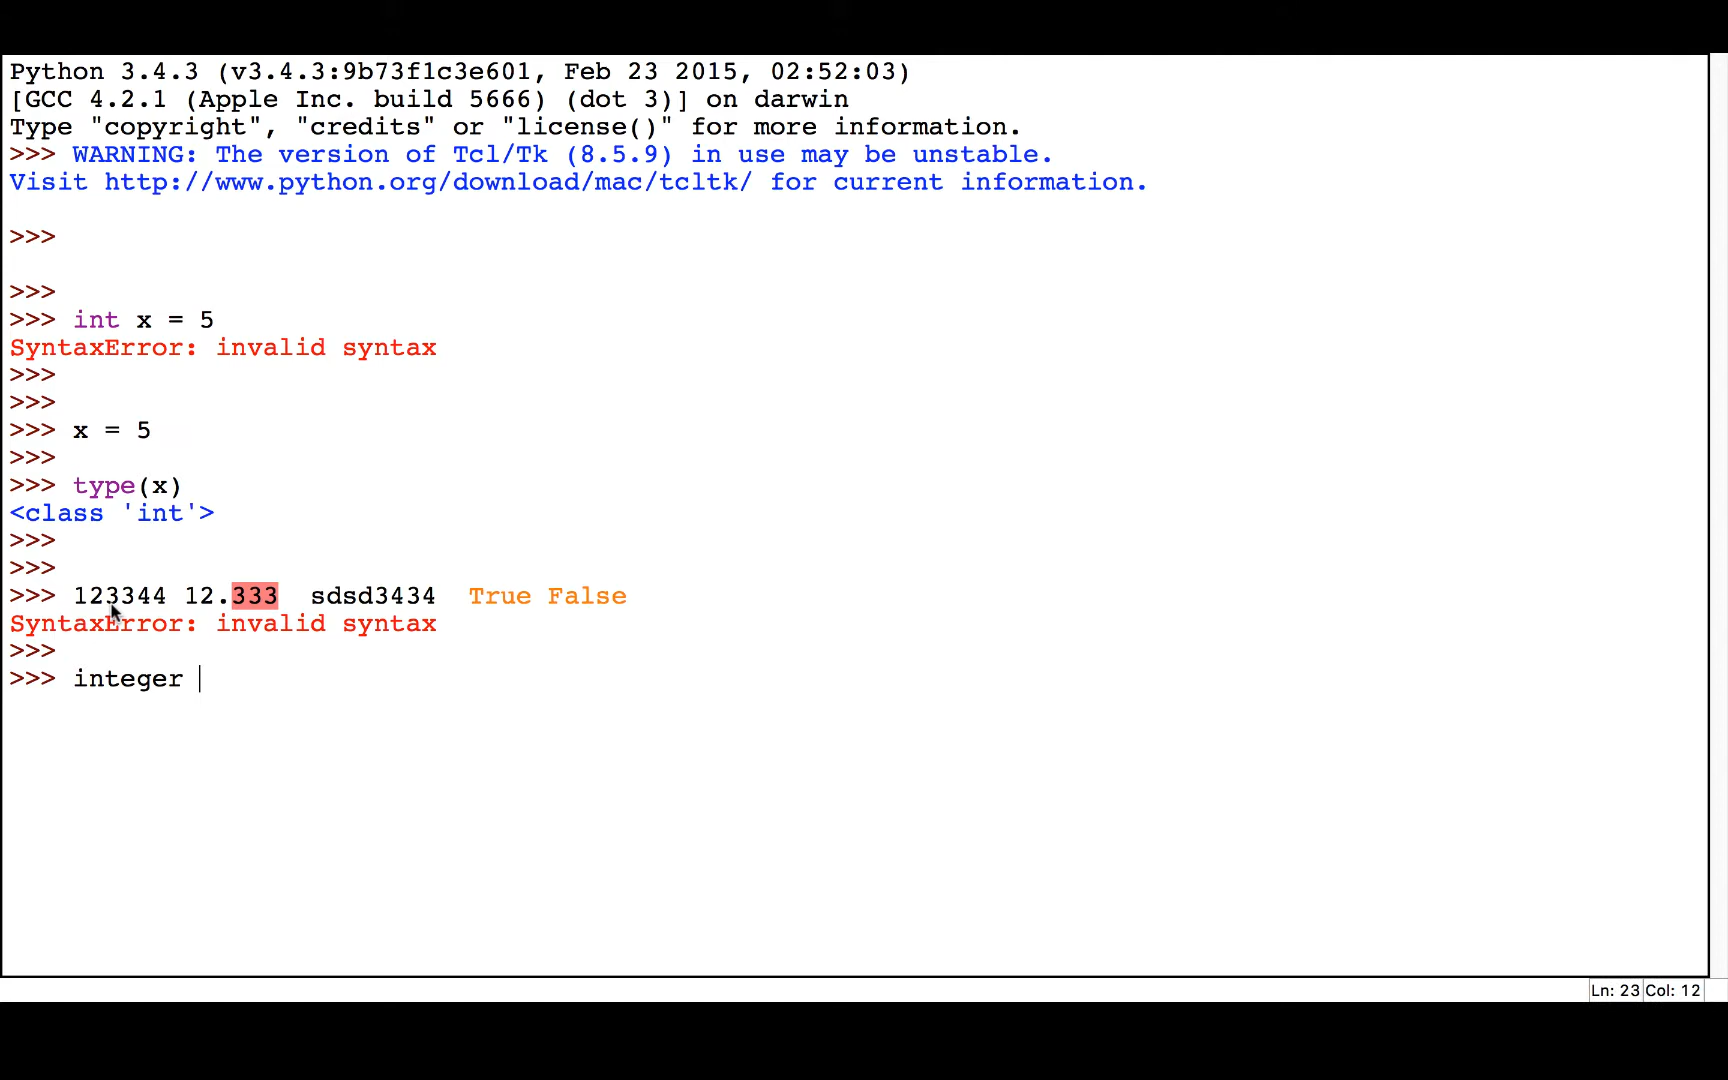 Python 3.4.3 (v3.4.3:9b73f1c3e601, Feb 23 2015, 02:52:03)
[GCC 4.2.1 (Apple Inc. build 5666) (dot 3)] on darwin
Type "copyright", "credits" or "license()" for more information.
>>> WARNING: The version of Tcl/Tk (8.5.9) in use may be unstable.
Visit http://www.python.org/download/mac/tcltk/ for current information.
>>>
>>>
>>> int x = 5
SyntaxError: invalid syntax
>>>
>>>
>>> x = 5
>>>
>>> type(x)
<class 'int'>
>>>
>>>
>>> 123344 12.333  sdsd3434  True False
SyntaxError: invalid syntax
>>>
>>> integer
Ln: 23 Col: 12